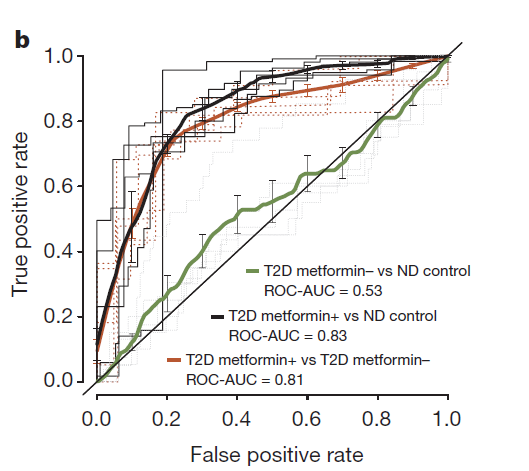 b
1.0
0.8
0.6
0.4
0.2
0.0
True positive rate
T2D metformin– vs ND control
ROC-AUC = 0.53
T2D metformin+ vs ND control
ROC-AUC = 0.83
T2D metformin+ vs T2D metformin–
ROC-AUC = 0.81
0.0 0.2 0.4 0.6 0.8 1.0
False positive rate